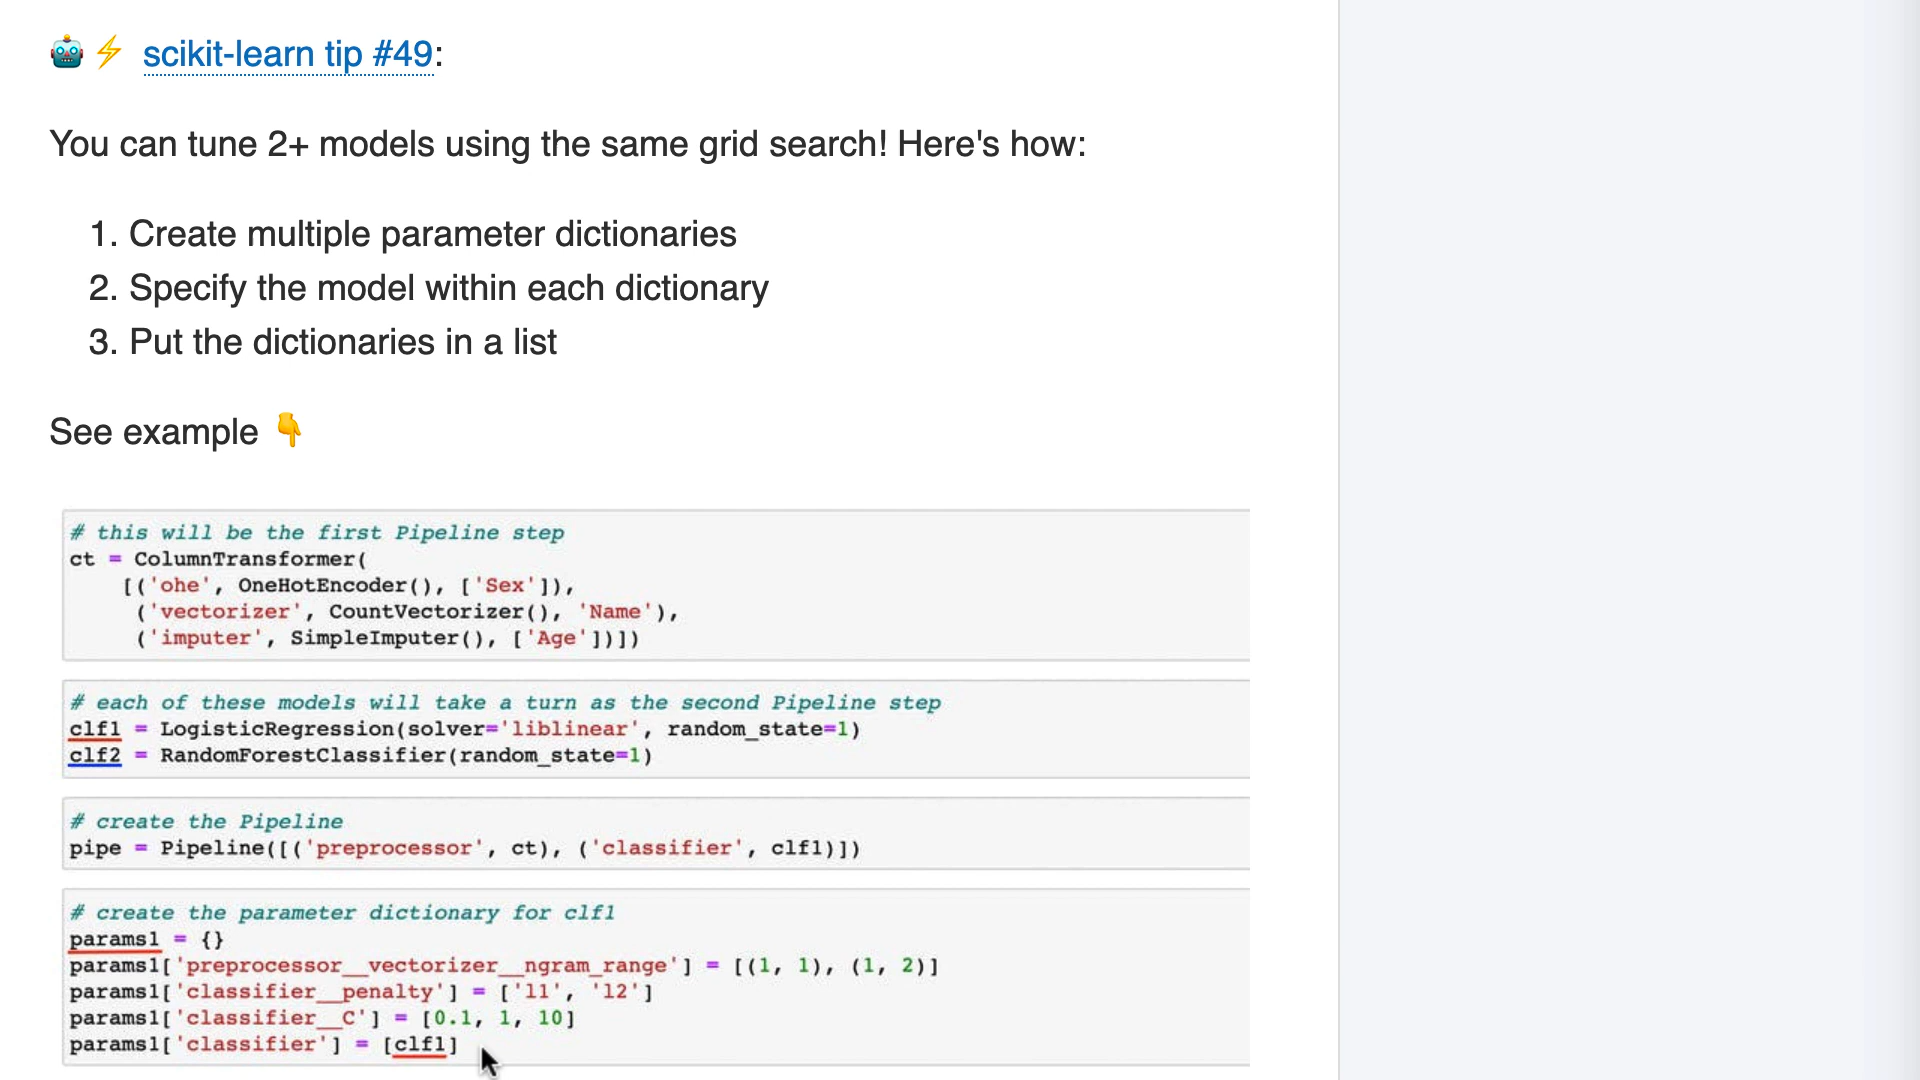 🤖⚡ scikit-learn tip #49:
You can tune 2+ models using the same grid search! Here's how:
1. Create multiple parameter dictionaries
2. Specify the model within each dictionary
3. Put the dictionaries in a list
See example 👇
# this will be the first Pipeline step
ct = ColumnTransformer(
    [('ohe', OneHotEncoder(), ['Sex']),
     ('vectorizer', CountVectorizer(), 'Name'),
     ('imputer', SimpleImputer(), ['Age'])])
# each of these models will take a turn as the second Pipeline step
clf1 = LogisticRegression(solver='liblinear', random_state=1)
clf2 = RandomForestClassifier(random_state=1)
# create the Pipeline
pipe = Pipeline([('preprocessor', ct), ('classifier', clf1)])
# create the parameter dictionary for clf1
params1 = {}
params1['preprocessor__vectorizer__ngram_range'] = [(1, 1), (1, 2)]
params1['classifier__penalty'] = ['l1', 'l2']
params1['classifier__C'] = [0.1, 1, 10]
params1['classifier'] = [clf1]